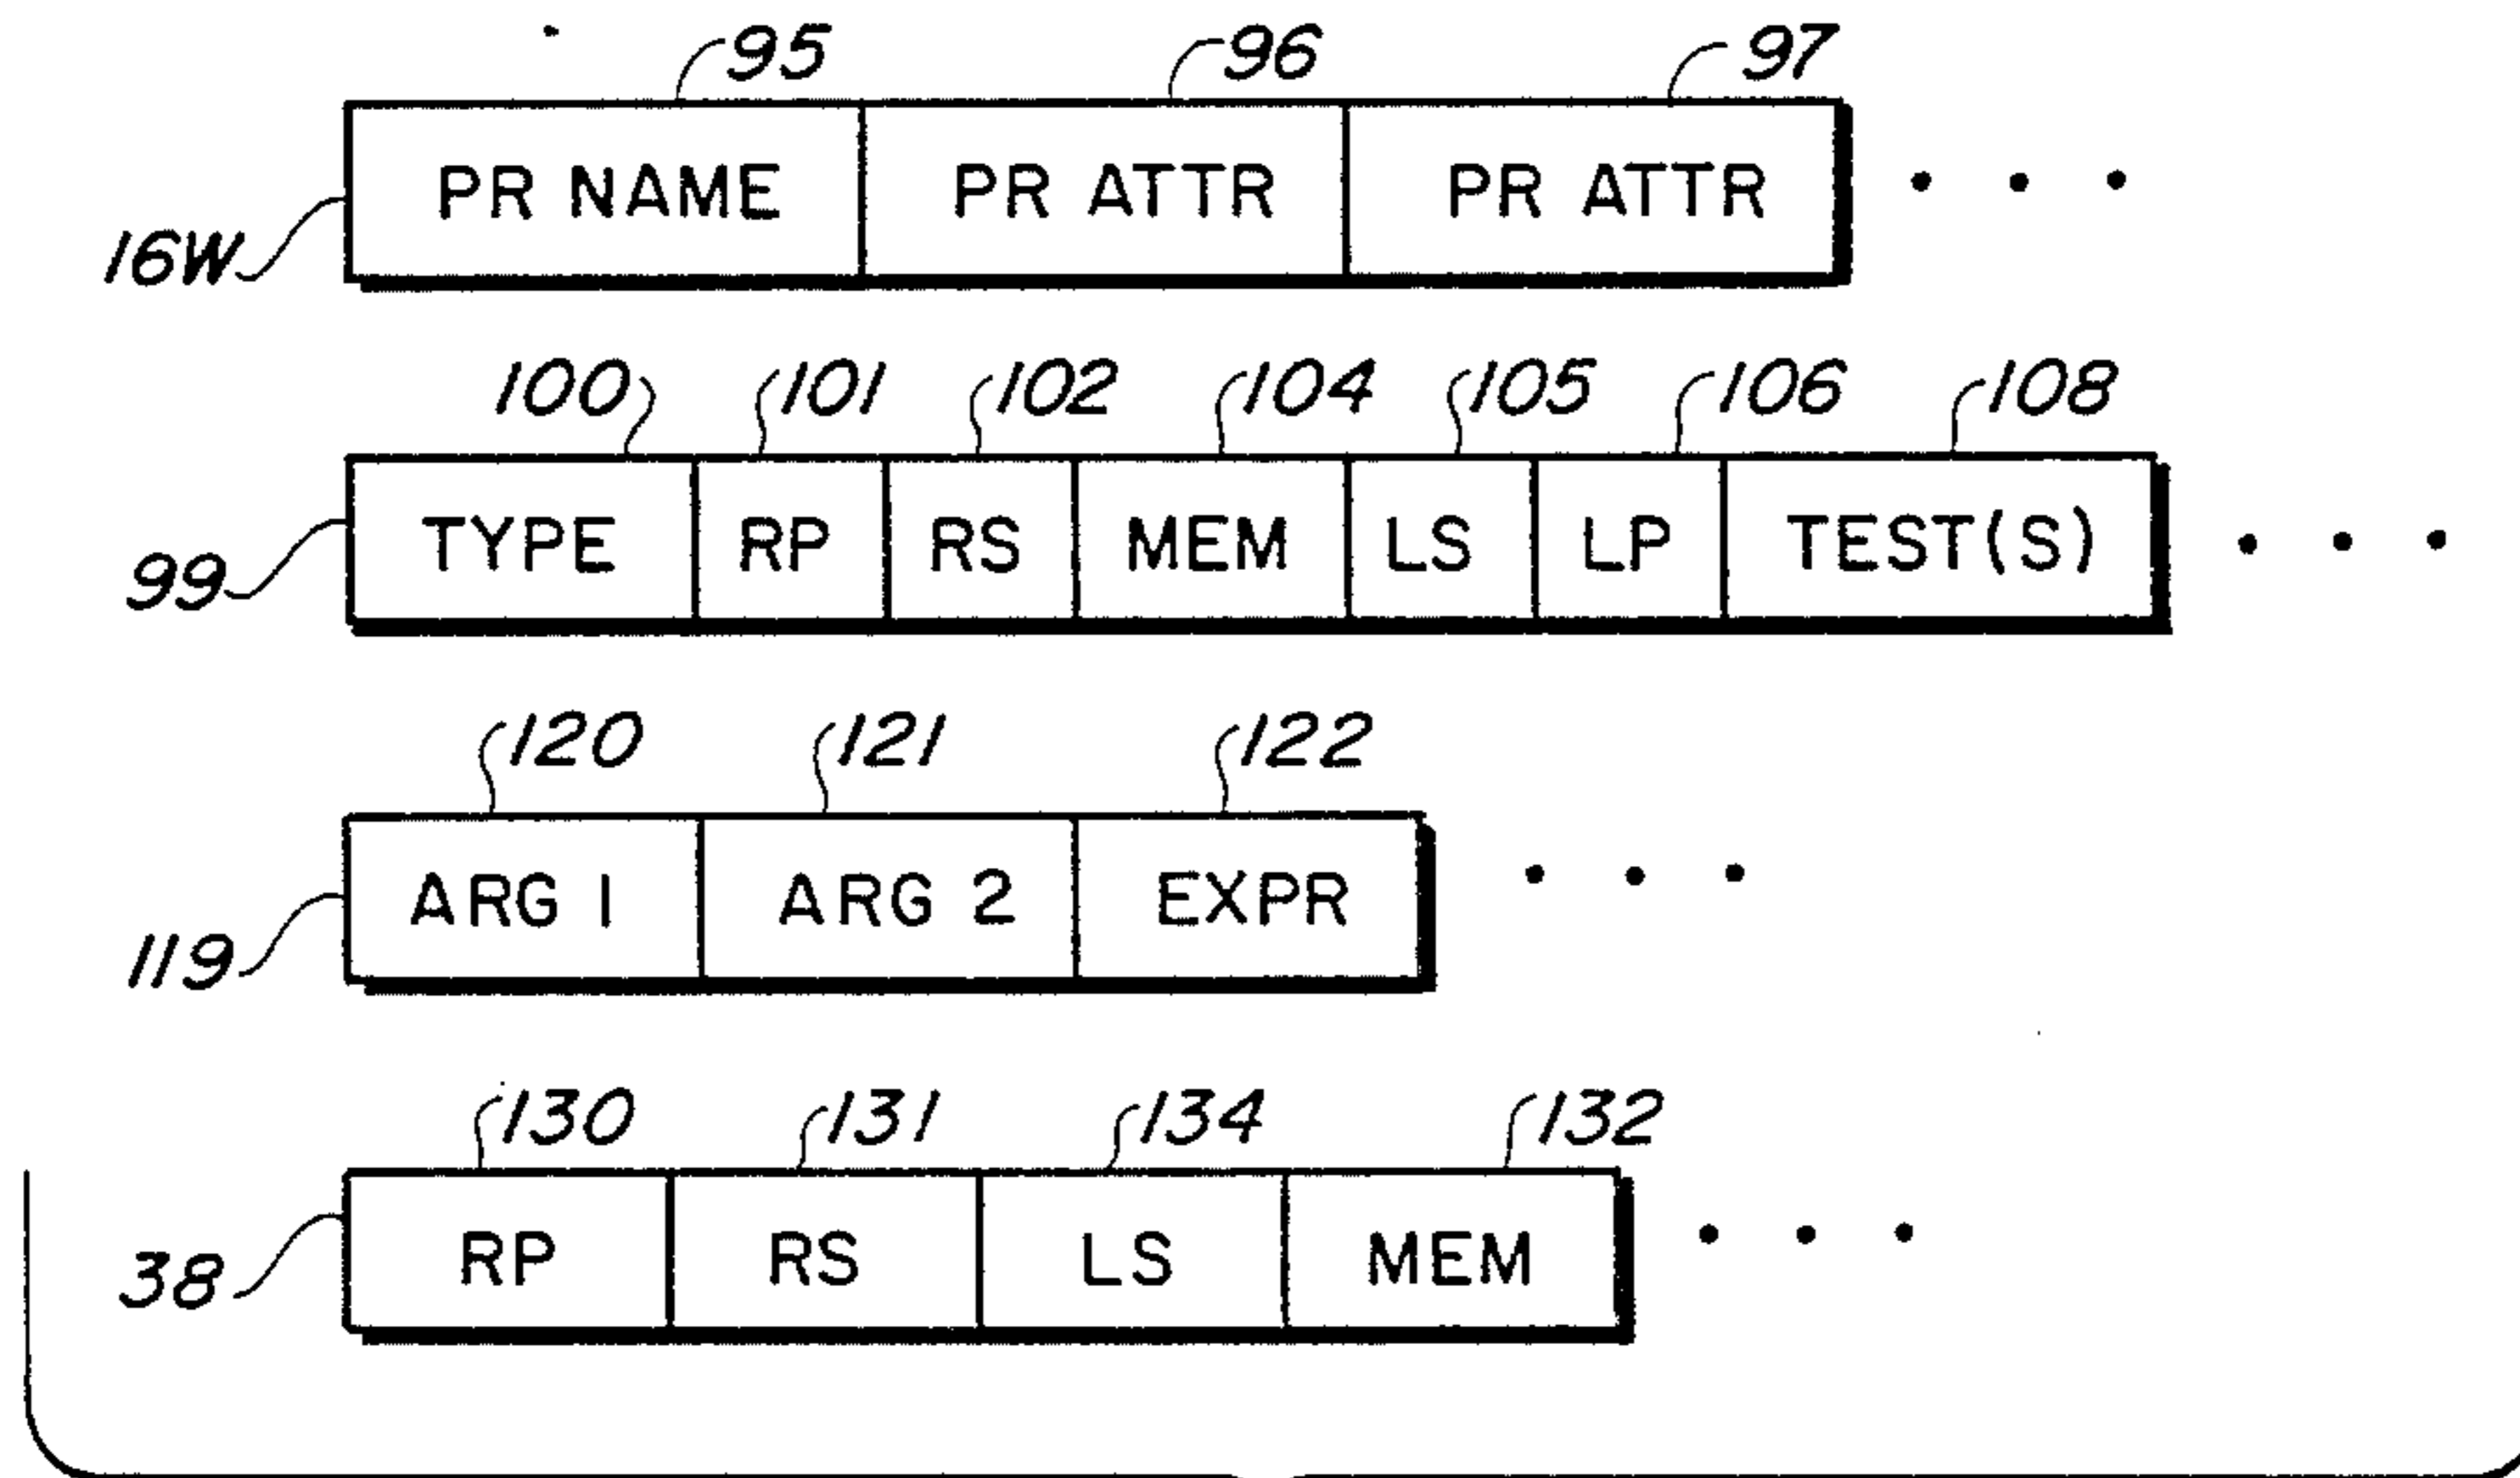 95 96 97
PR NAME PR ATTR PR ATTR • • •
16W
100 101 102 104 105 106 108
TYPE RP RS MEM LS LP TEST(S) • • •
99
120 121 122
ARG 1 ARG 2 EXPR • • •
119
130 131 134 132
RP RS LS MEM • • •
38